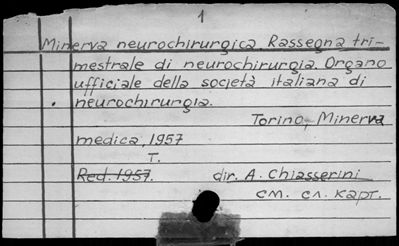 1
Minerva neurochirurgica. Rassegna tri-
mestrale di neurochirurgia. Organo
ufficiale della società italiana di
neurochirurgia.
Torino, Minerva
medica, 1957
T.
Red. 1957. dir. A. Chiasserini
см. сл. карт.